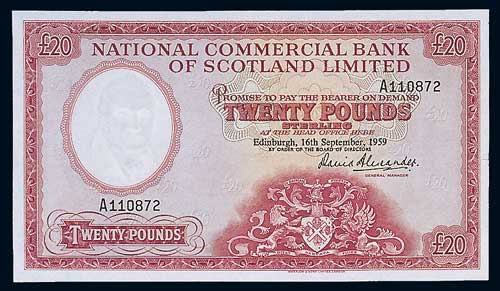 £20
£20
NATIONAL COMMERCIAL BANK
OF SCOTLAND LIMITED
A110872
PROMISE TO PAY THE BEARER ON DEMAND
TWENTY POUNDS
STERLING
AT THE HEAD OFFICE HERE
Edinburgh, 16th September, 1959
BY ORDER OF THE BOARD OF DIRECTORS
David Alexander.
GENERAL MANAGER
A110872
TWENTY POUNDS
£20